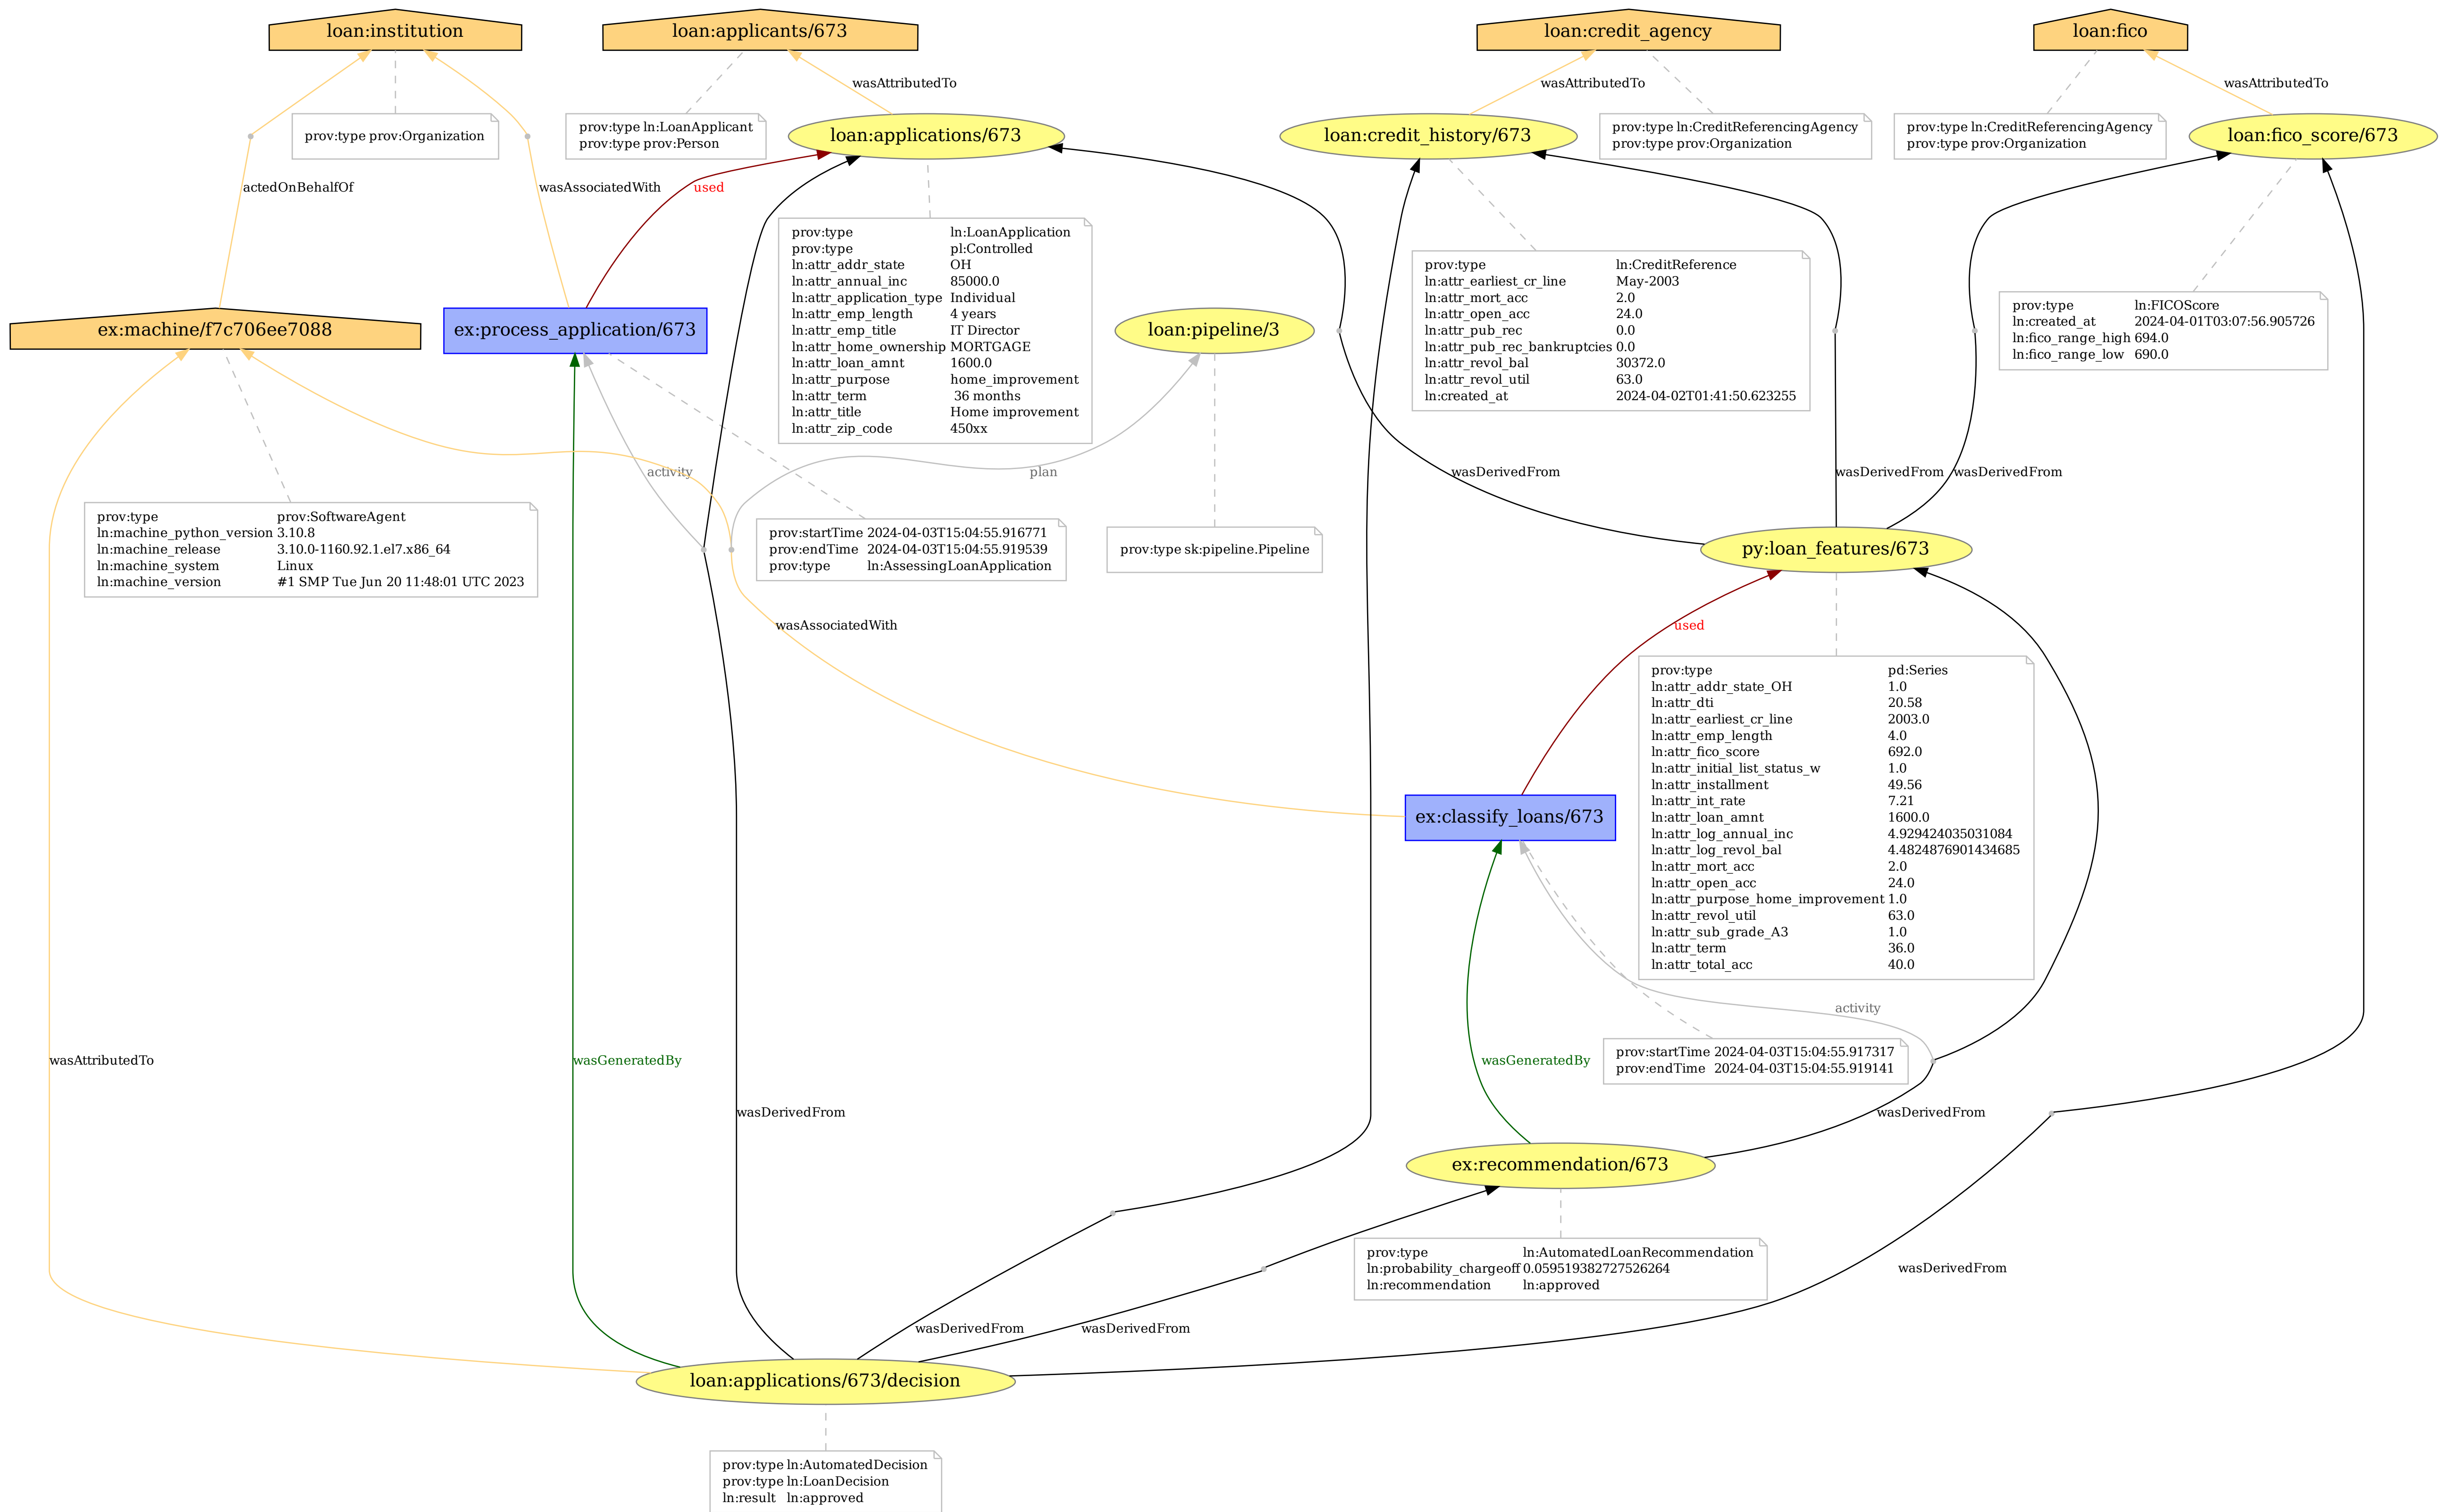 loan:institution
loan:applicants/673
loan:credit_agency
loan:fico
wasAttributedTo
wasAttributedTo
wasAttributedTo
prov:type prov:Organization
prov:type ln:LoanApplicant
prov:type prov:Person
loan:applications/673
loan:credit_history/673
prov:type ln:CreditReferencingAgency
prov:type prov:Organization
prov:type ln:CreditReferencingAgency
prov:type prov:Organization
loan:fico_score/673
actedOnBehalfOf
wasAssociatedWith
used
prov:type ln:LoanApplication
prov:type pl:Controlled
ln:attr_addr_state OH
ln:attr_annual_inc 85000.0
ln:attr_application_type Individual
ln:attr_emp_length 4 years
ln:attr_emp_title IT Director
ln:attr_home_ownership MORTGAGE
ln:attr_loan_amnt 1600.0
ln:attr_purpose home_improvement
ln:attr_term 36 months
ln:attr_title Home improvement
ln:attr_zip_code 450xx
prov:type ln:CreditReference
ln:attr_earliest_cr_line May-2003
ln:attr_mort_acc 2.0
ln:attr_open_acc 24.0
ln:attr_pub_rec 0.0
ln:attr_pub_rec_bankruptcies 0.0
ln:attr_revol_bal 30372.0
ln:attr_revol_util 63.0
ln:created_at 2024-04-02T01:41:50.623255
prov:type ln:FICOScore
ln:created_at 2024-04-01T03:07:56.905726
ln:fico_range_high 694.0
ln:fico_range_low 690.0
ex:machine/f7c706ee7088
ex:process_application/673
loan:pipeline/3
activity
plan
wasDerivedFrom
wasDerivedFrom
wasDerivedFrom
prov:type prov:SoftwareAgent
ln:machine_python_version 3.10.8
ln:machine_release 3.10.0-1160.92.1.el7.x86_64
ln:machine_system Linux
ln:machine_version #1 SMP Tue Jun 20 11:48:01 UTC 2023
prov:startTime 2024-04-03T15:04:55.916771
prov:endTime 2024-04-03T15:04:55.919539
prov:type ln:AssessingLoanApplication
prov:type sk:pipeline.Pipeline
py:loan_features/673
wasAssociatedWith
used
prov:type pd:Series
ln:attr_addr_state_OH 1.0
ln:attr_dti 20.58
ln:attr_earliest_cr_line 2003.0
ln:attr_emp_length 4.0
ln:attr_fico_score 692.0
ln:attr_initial_list_status_w 1.0
ln:attr_installment 49.56
ln:attr_int_rate 7.21
ln:attr_loan_amnt 1600.0
ln:attr_log_annual_inc 4.929424035031084
ln:attr_log_revol_bal 4.4824876901434685
ln:attr_mort_acc 2.0
ln:attr_open_acc 24.0
ln:attr_purpose_home_improvement 1.0
ln:attr_revol_util 63.0
ln:attr_sub_grade_A3 1.0
ln:attr_term 36.0
ln:attr_total_acc 40.0
ex:classify_loans/673
activity
prov:startTime 2024-04-03T15:04:55.917317
prov:endTime 2024-04-03T15:04:55.919141
wasAttributedTo
wasGeneratedBy
wasGeneratedBy
wasDerivedFrom
wasDerivedFrom
ex:recommendation/673
prov:type ln:AutomatedLoanRecommendation
ln:probability_chargeoff 0.059519382727526264
ln:recommendation ln:approved
wasDerivedFrom
wasDerivedFrom
wasDerivedFrom
loan:applications/673/decision
prov:type ln:AutomatedDecision
prov:type ln:LoanDecision
ln:result ln:approved